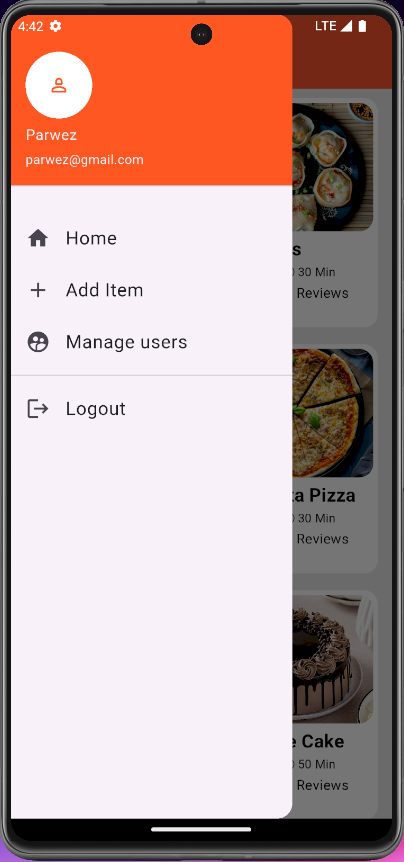 4:42 LTE
Parwez
parwez@gmail.com
Home
Add Item
Manage users
Logout
s
30 Min
Reviews
ta Pizza
30 Min
Reviews
e Cake
50 Min
Reviews